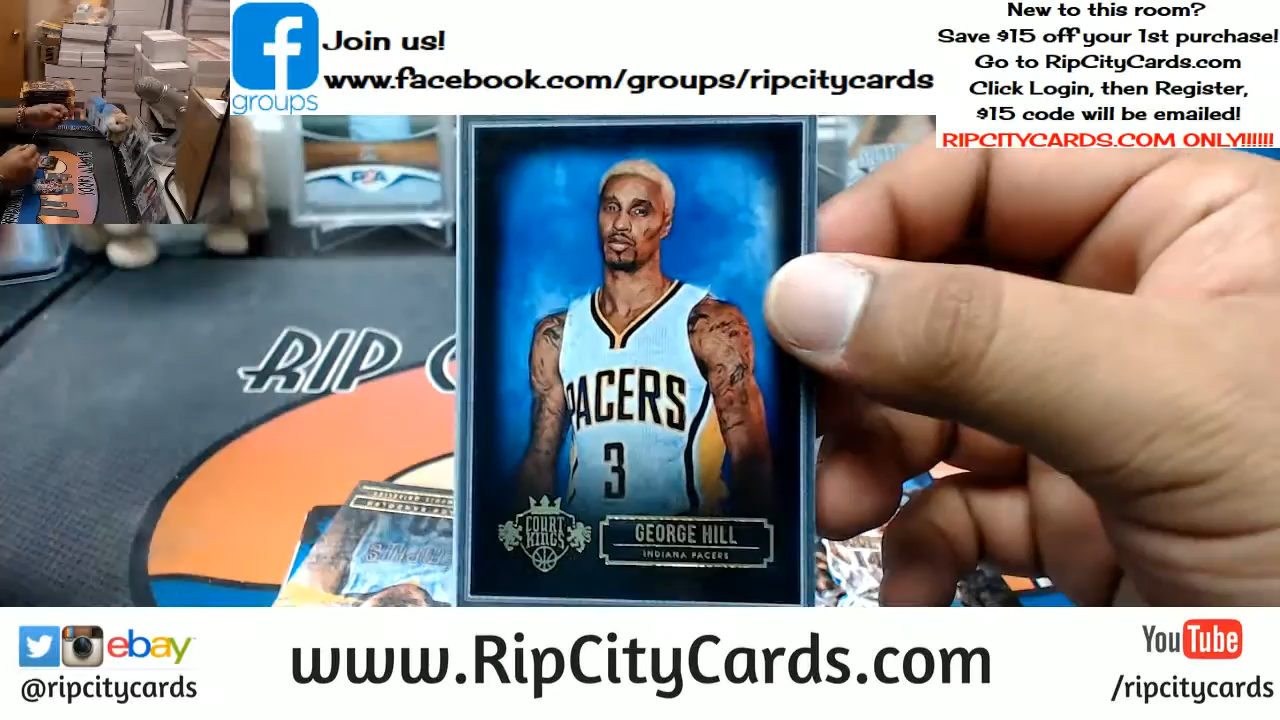 groups
Join us!
www.facebook.com/groups/ripcitycards
New to this room?
Save $15 off your 1st purchase!
Go to RipCityCards.com
Click Login, then Register,
$15 code will be emailed!
RIPCITYCARDS.COM ONLY!!!!!!
PSA
RIP C
PACERS
3
COURT
KINGS
GEORGE HILL
INDIANA PACERS
ebay
@ripcitycards
www.RipCityCards.com
YouTube
/ripcitycards